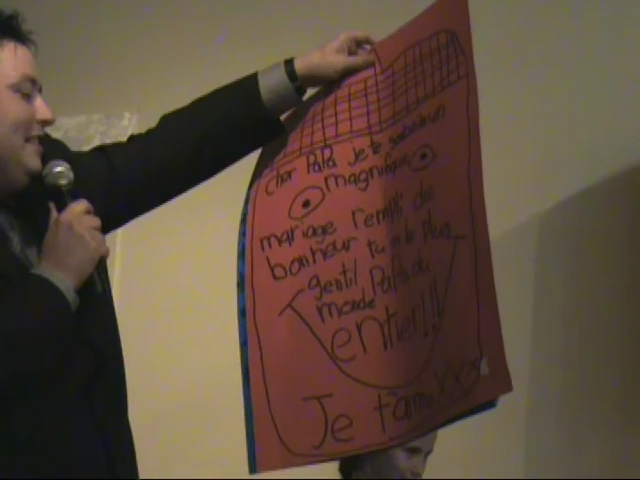 cher Papa je te souhaite un
magnifique
mariage rempli de
bonheur tu a le plus
gentil Papa du
monde
entier!!
Je t'aime